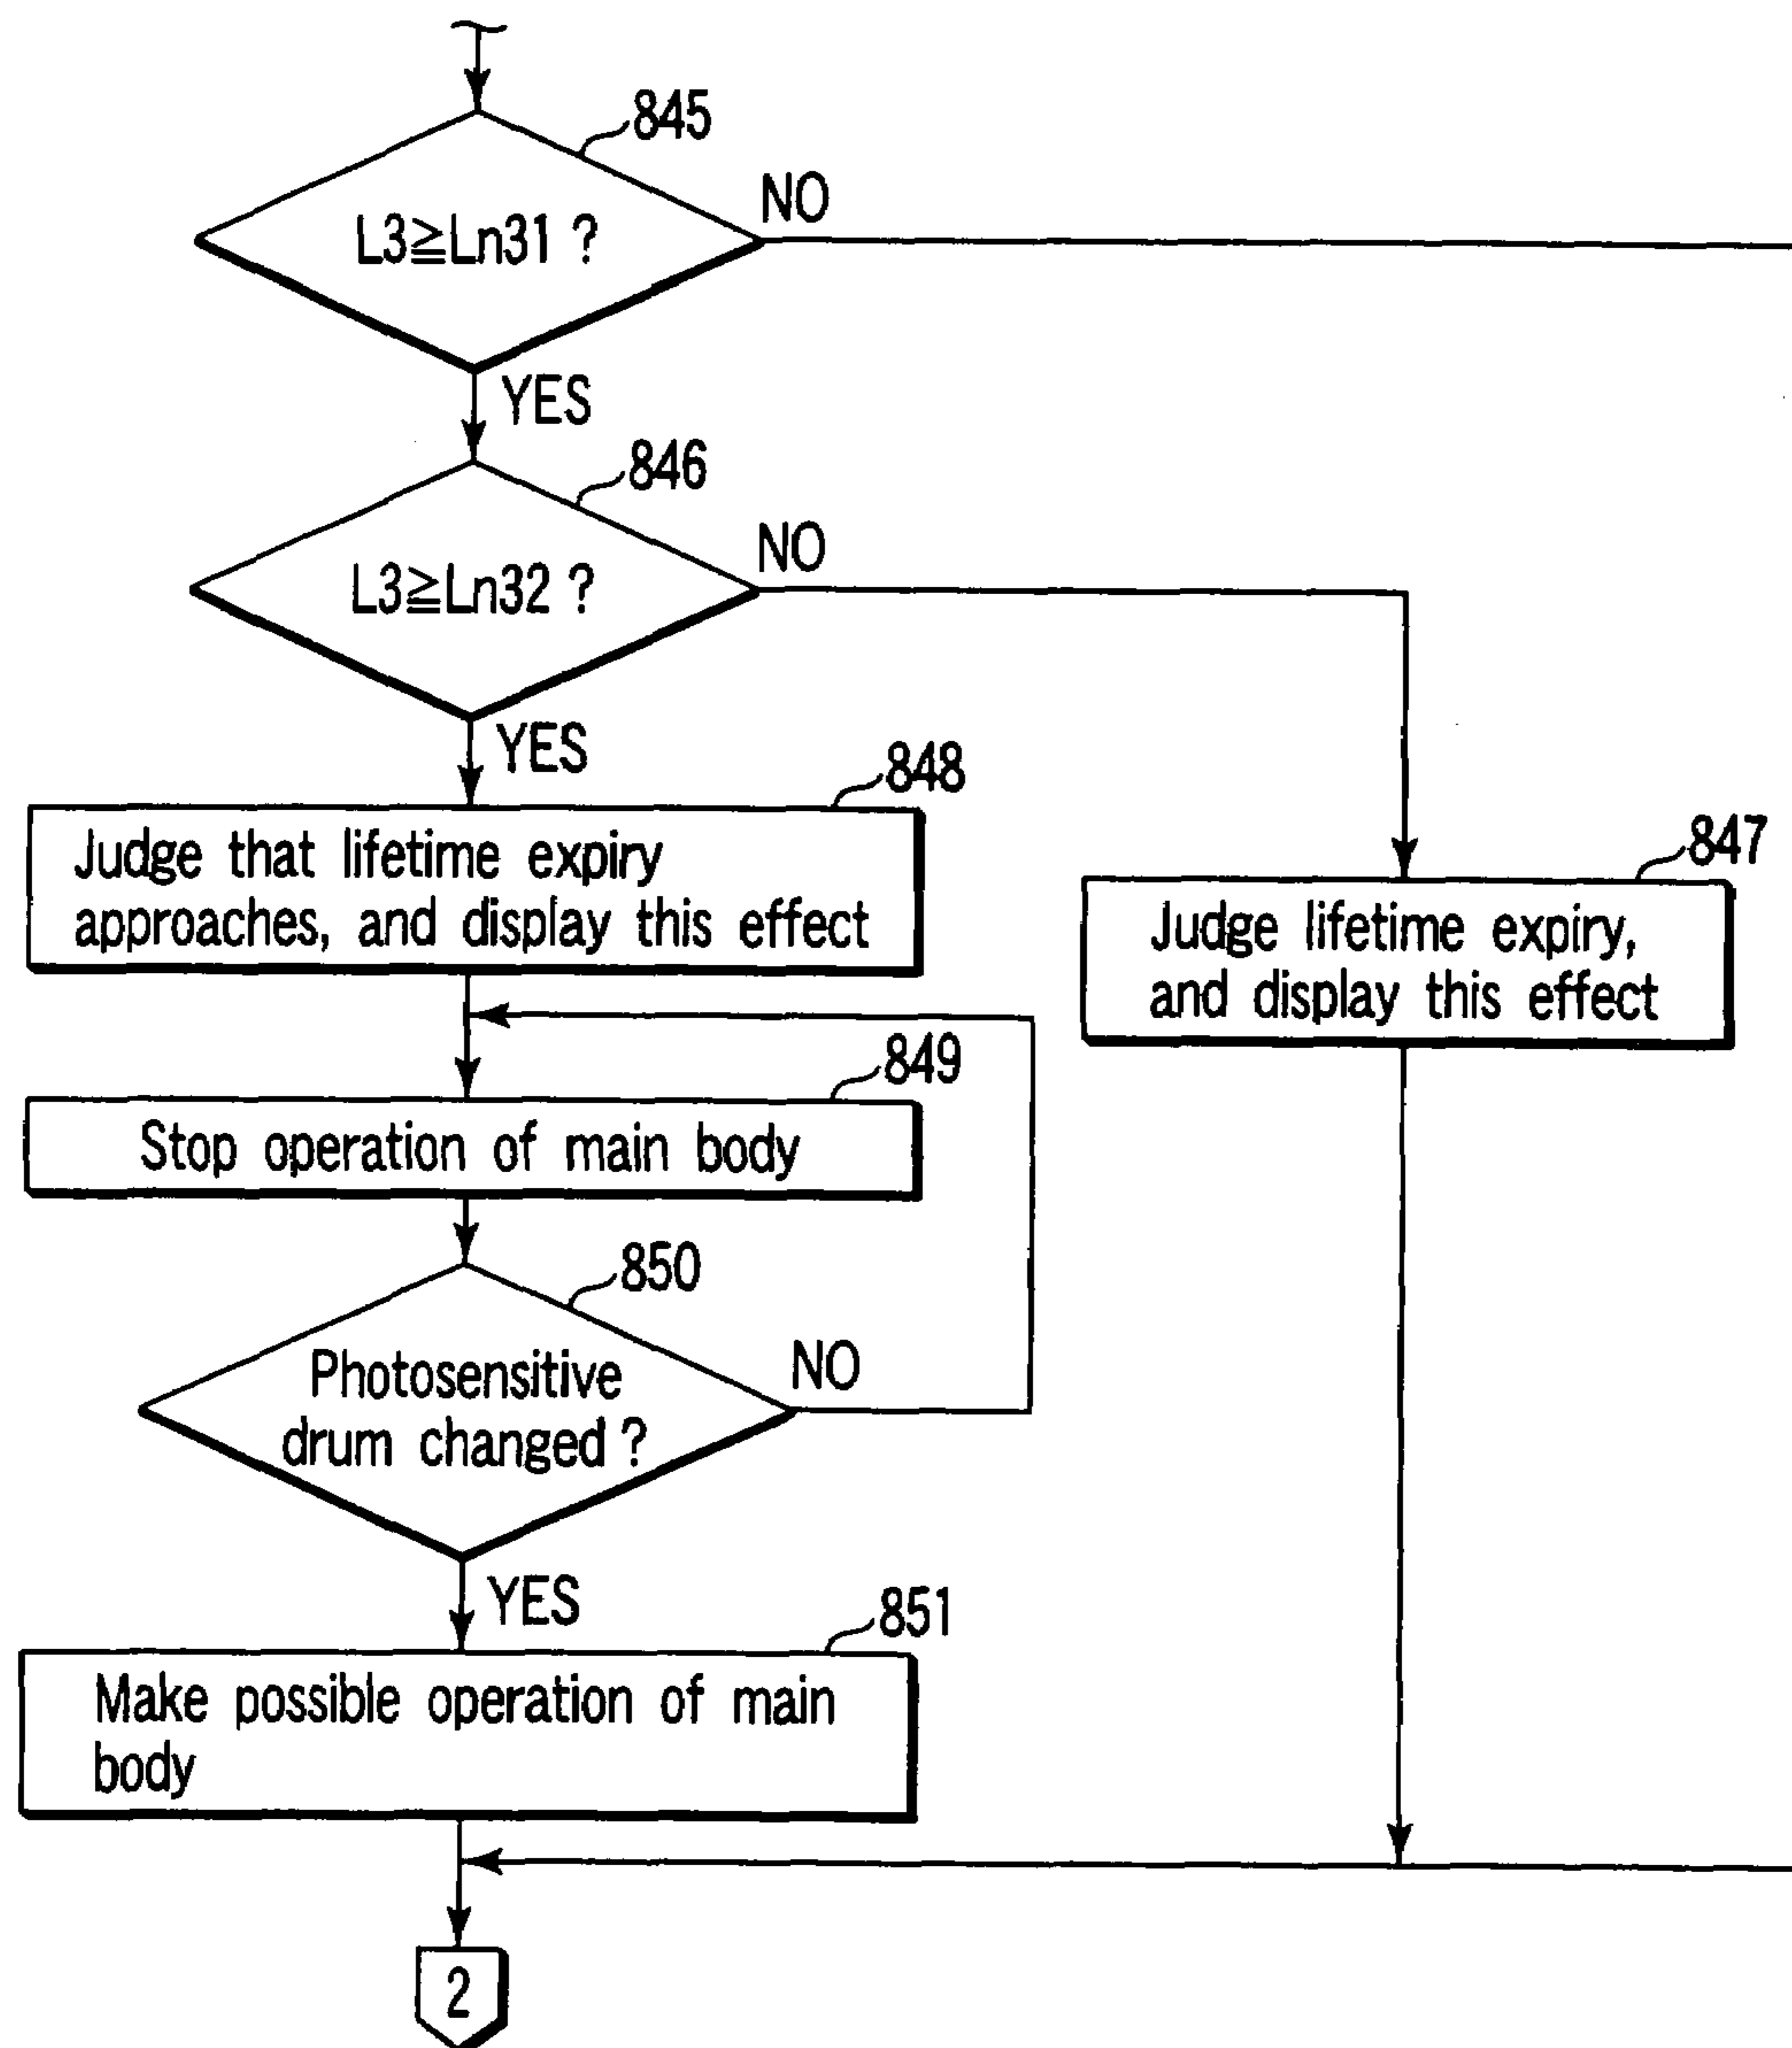 845
L3≧Ln31 ?
NO
YES
846
L3≧Ln32 ?
NO
YES
848
Judge that lifetime expiry
approaches, and display this effect
847
Judge lifetime expiry,
and display this effect
849
Stop operation of main body
850
Photosensitive
drum changed ?
NO
YES
851
Make possible operation of main
body
2